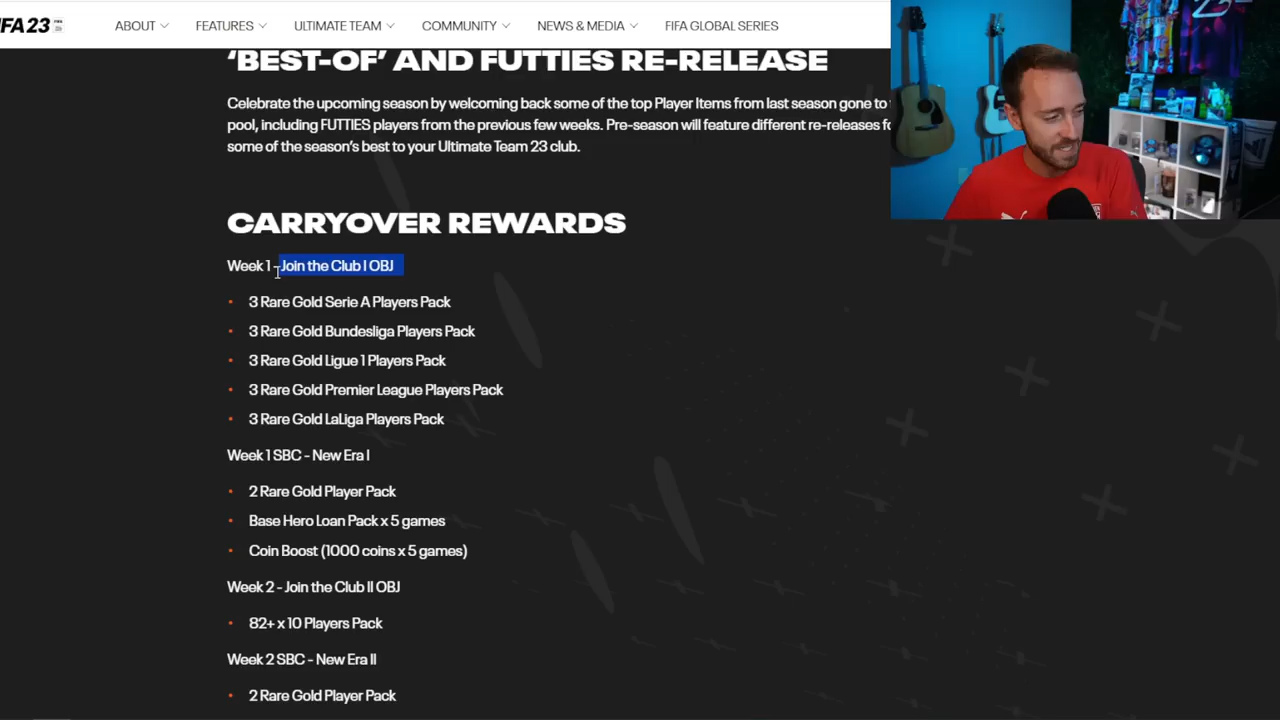 FA 23
ABOUT
FEATURES
ULTIMATE TEAM
COMMUNITY
NEWS & MEDIA
FIFA GLOBAL SERIES
‘BEST-OF’ AND FUTTIES RE-RELEASE
Celebrate the upcoming season by welcoming back some of the top Player Items from last season gone to
pool, including FUTTIES players from the previous few weeks. Pre-season will feature different re-releases
some of the season's best to your Ultimate Team 23 club.
CARRYOVER REWARDS
Week 1 - Join the Club I OBJ
• 3 Rare Gold Serie A Players Pack
• 3 Rare Gold Bundesliga Players Pack
• 3 Rare Gold Ligue 1 Players Pack
• 3 Rare Gold Premier League Players Pack
• 3 Rare Gold LaLiga Players Pack
Week 1 SBC - New Era I
• 2 Rare Gold Player Pack
• Base Hero Loan Pack x 5 games
• Coin Boost (1000 coins x 5 games)
Week 2 - Join the Club II OBJ
• 82+ x 10 Players Pack
Week 2 SBC - New Era II
• 2 Rare Gold Player Pack